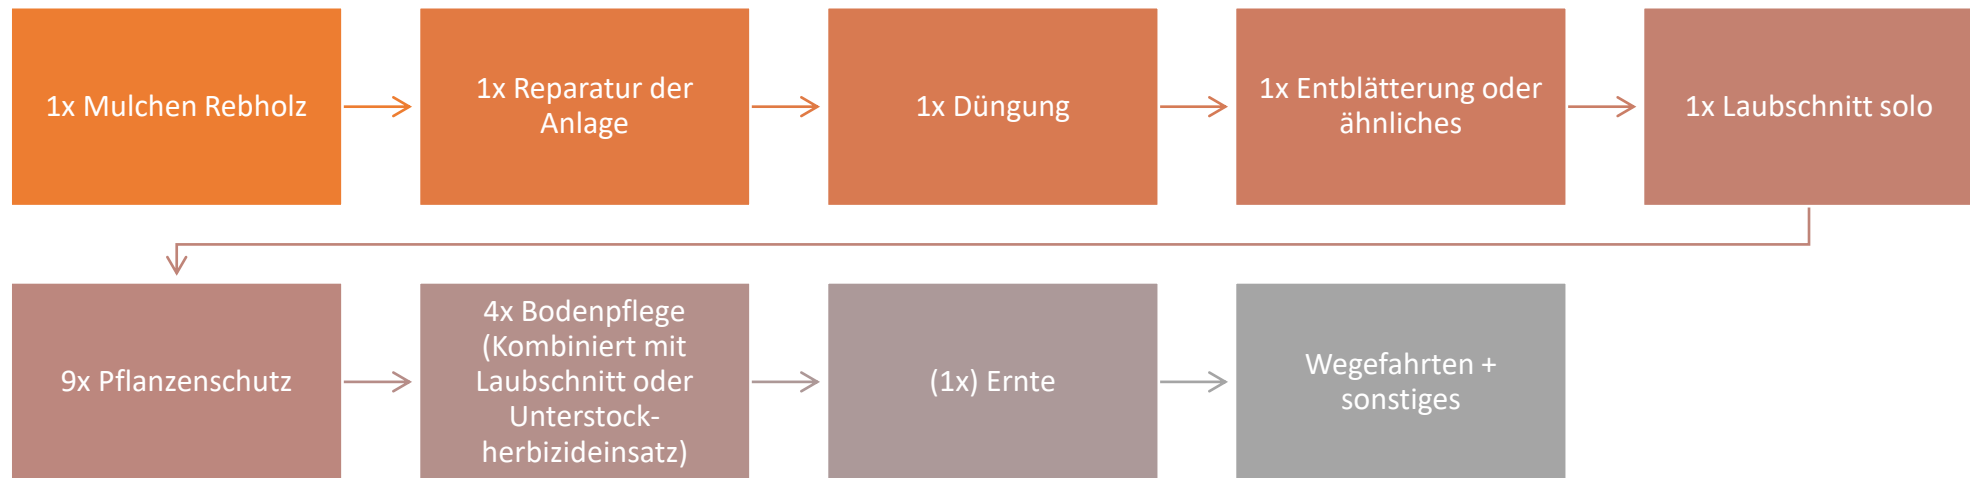 1x Mulchen Rebholz
1x Reparatur der
Anlage
1x Düngung
1x Entblätterung oder
ähnliches
1x Laubschnitt solo
9x Pflanzenschutz
4x Bodenpflege
(Kombiniert mit
Laubschnitt oder
Unterstock-
herbizideinsatz)
(1x) Ernte
Wegefahrten +
sonstiges